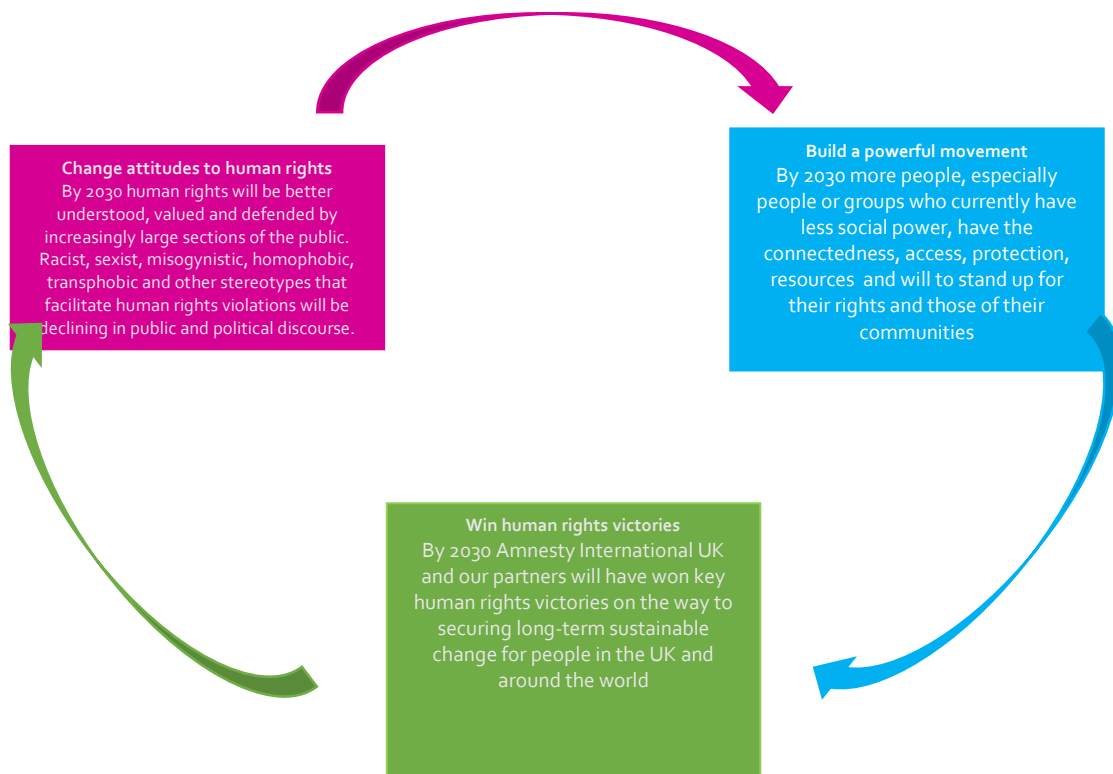 Change attitudes to human rights
By 2030 human rights will be better
understood, valued and defended by
increasingly large sections of the public.
Racist, sexist, misogynistic, homophobic,
transphobic and other stereotypes that
facilitate human rights violations will be
declining in public and political discourse.
Build a powerful movement
By 2030 more people, especially
people or groups who currently have
less social power, have the
connectedness, access, protection,
resources  and will to stand up for
their rights and those of their
communities
Win human rights victories
By 2030 Amnesty International UK
and our partners will have won key
human rights victories on the way to
securing long-term sustainable
change for people in the UK and
around the world